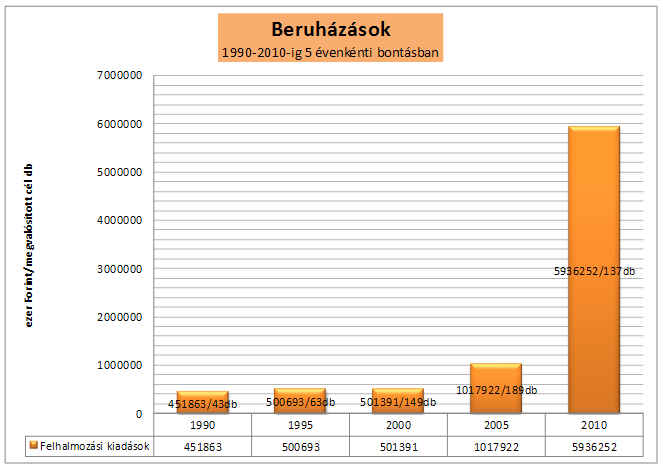 Beruházások
1990-2010-ig 5 évenkénti bontásban
ezer Forint/megvalósított cél db
7000000
6000000
5000000
4000000
3000000
2000000
1000000
0
451863/43db
500693/63db
501391/149db
1017922/189db
5936252/137db
1990 1995 2000 2005 2010
Felhalmozási kiadások 451863 500693 501391 1017922 5936252